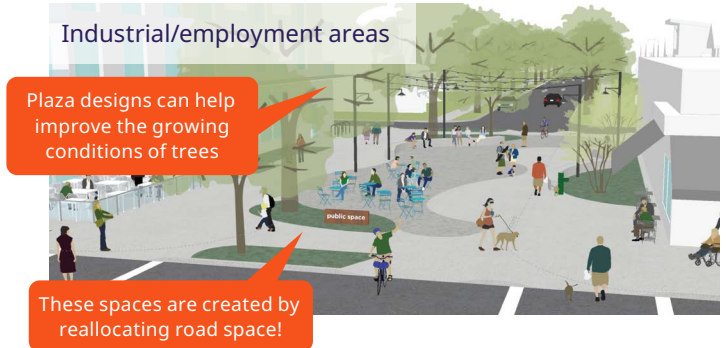 Industrial/employment areas
Plaza designs can help
improve the growing
conditions of trees
public space
These spaces are created by
reallocating road space!